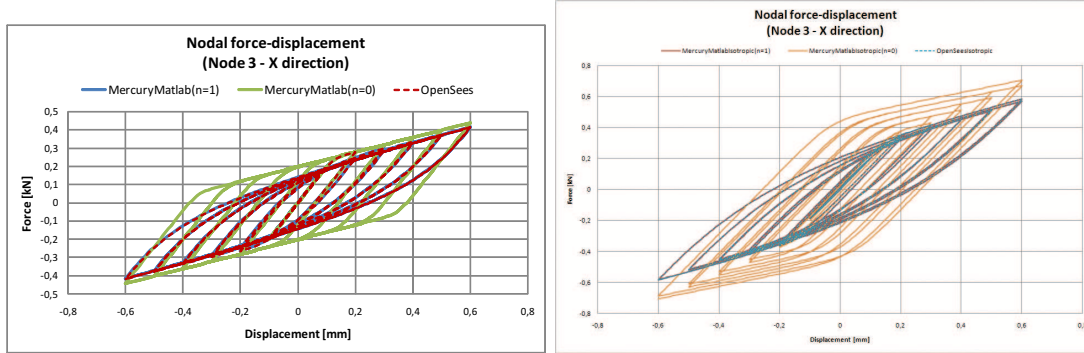 Nodal force-displacement
(Node 3 - X direction)
MercuryMatlab(n=1) MercuryMatlab(n=0) OpenSees
0,5
0,4
0,3
0,2
0,1
0
-0,1
-0,2
-0,3
-0,4
-0,5
Force [kN]
-0,8 -0,6 -0,4 -0,2 0 0,2 0,4 0,6 0,8
Displacement [mm]
Nodal force-displacement
(Node 3 - X direction)
MercuryMatlabIsotropic(n=1) MercuryMatlabIsotropic(n=0) OpenSeesIsotropic
0,8
0,6
0,4
0,2
0
-0,2
-0,4
-0,6
-0,8
Force [kN]
-0,8 -0,6 -0,4 -0,2 0 0,2 0,4 0,6 0,8
Displacement [mm]